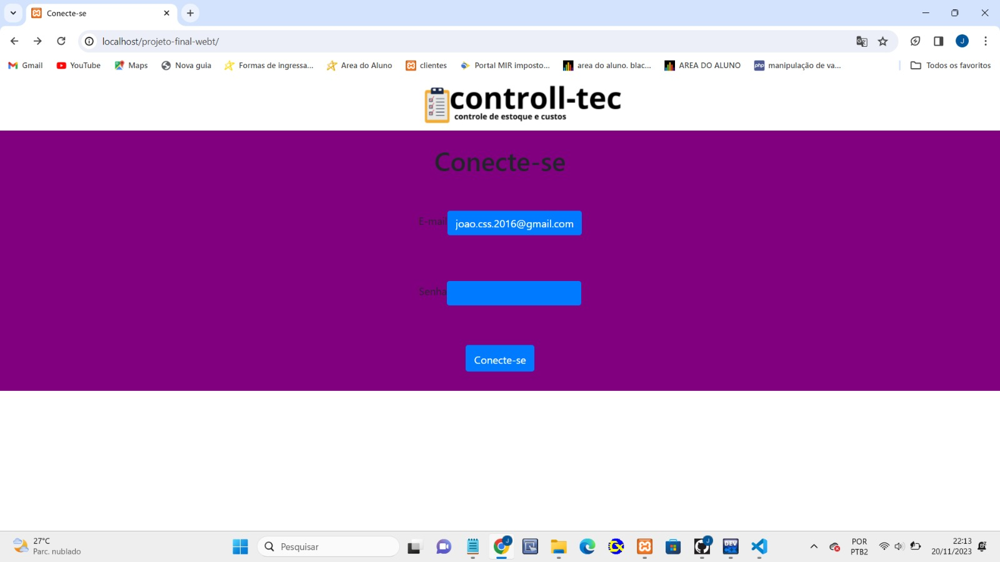 Conecte-se
localhost/projeto-final-webt/
J
Gmail
YouTube
Maps
Nova guia
Formas de ingressa...
Area do Aluno
clientes
Portal MIR imposto...
area do aluno. blac...
AREA DO ALUNO
php
manipulação de va...
Todos os favoritos
controll-tec
controle de estoque e custos
Conecte-se
E-mail
joao.css.2016@gmail.com
Senha
Conecte-se
27°C
Parc. nublado
Pesquisar
J
J
DEV
POR
PTB2
22:13
20/11/2023